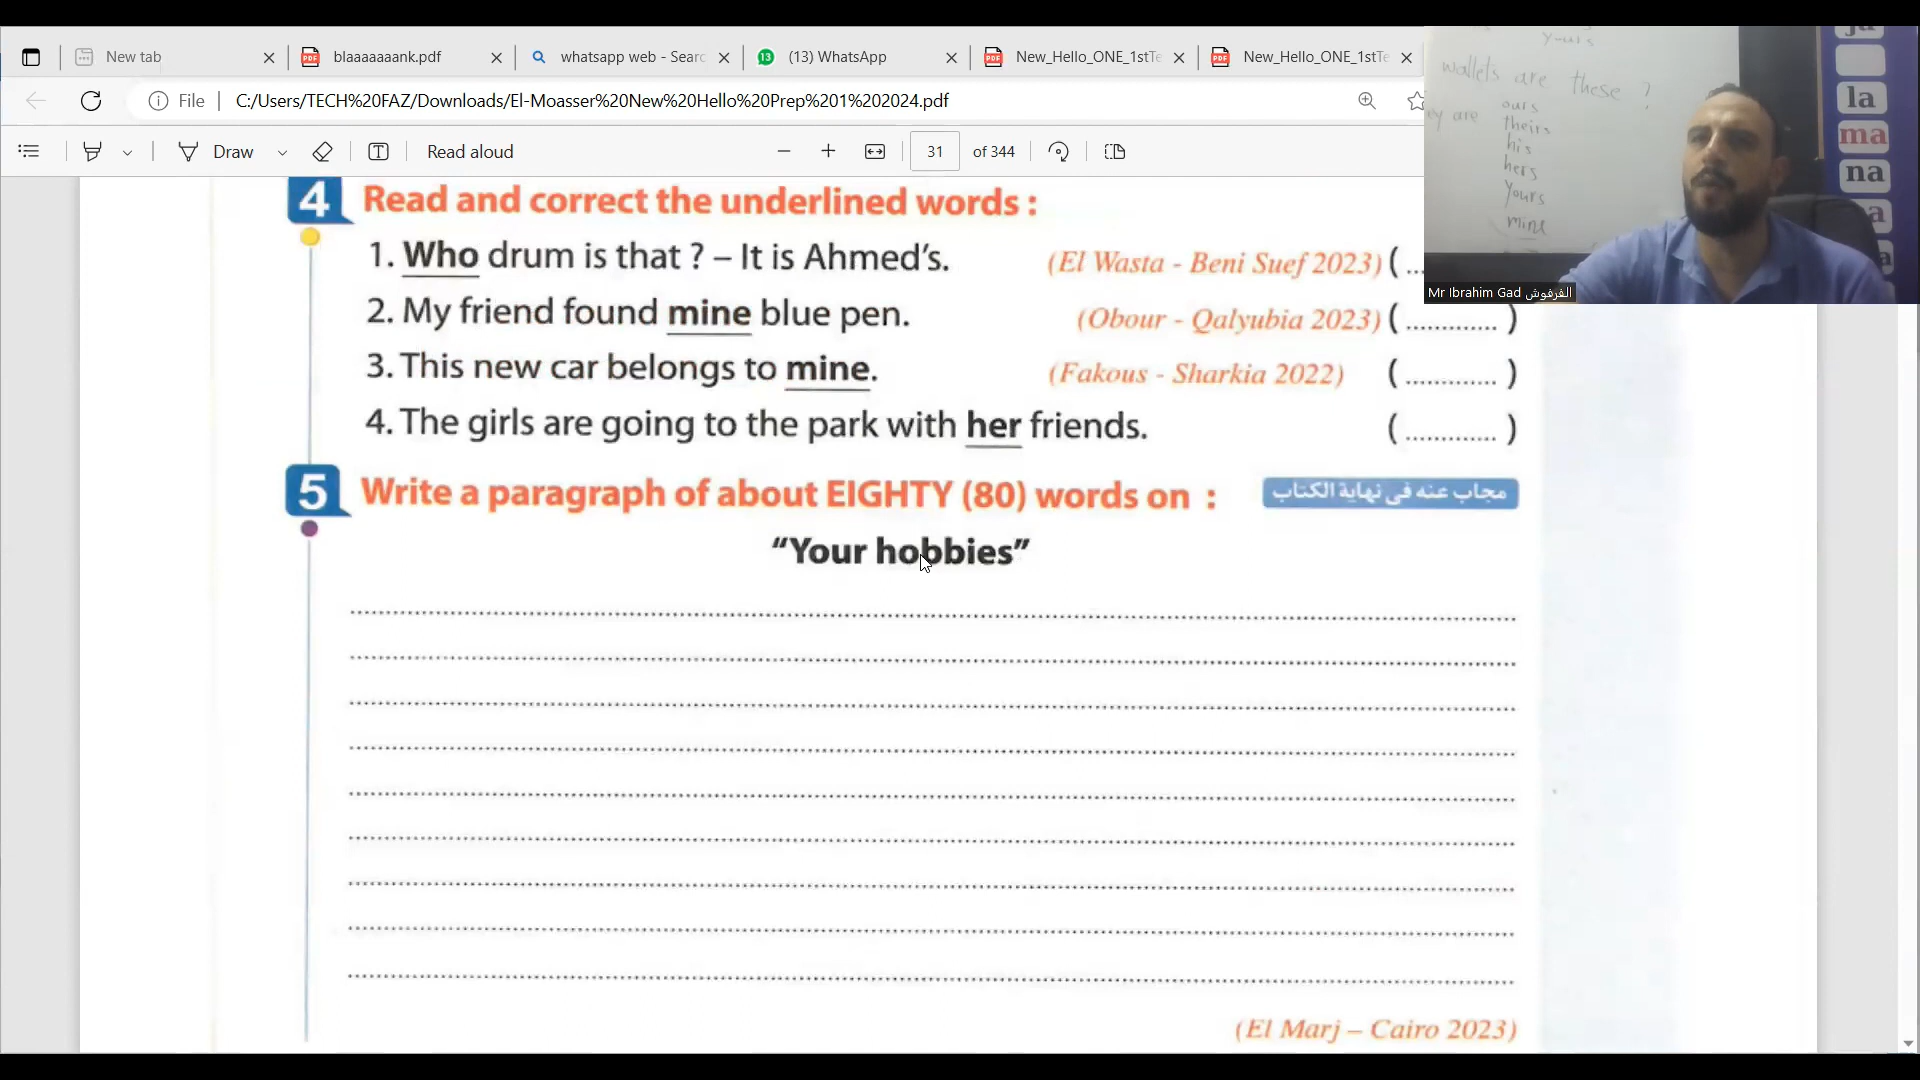 New tab
blaaaaaaank.pdf
whatsapp web - Searc
(13) WhatsApp
New_Hello_ONE_1stTe
New_Hello_ONE_1stTe
File
C:/Users/TECH%20FAZ/Downloads/El-Moasser%20New%20Hello%20Prep%201%202024.pdf
Draw
Read aloud
31
of 344
4 Read and correct the underlined words :
1. Who drum is that ? – It is Ahmed's. (El Wasta - Beni Suef 2023) (...
2. My friend found mine blue pen. (Obour - Qalyubia 2023) ( ............. )
3. This new car belongs to mine. (Fakous - Sharkia 2022) ( ............. )
4. The girls are going to the park with her friends. ( ............. )
5 Write a paragraph of about EIGHTY (80) words on :
مجاب عنه فى نهاية الكتاب
“Your hobbies”
(El Marj – Cairo 2023)
yours
wallets are these ?
ey are
ours
theirs
his
hers
yours
mine
la
ma
na
Mr Ibrahim Gad الفرفوش